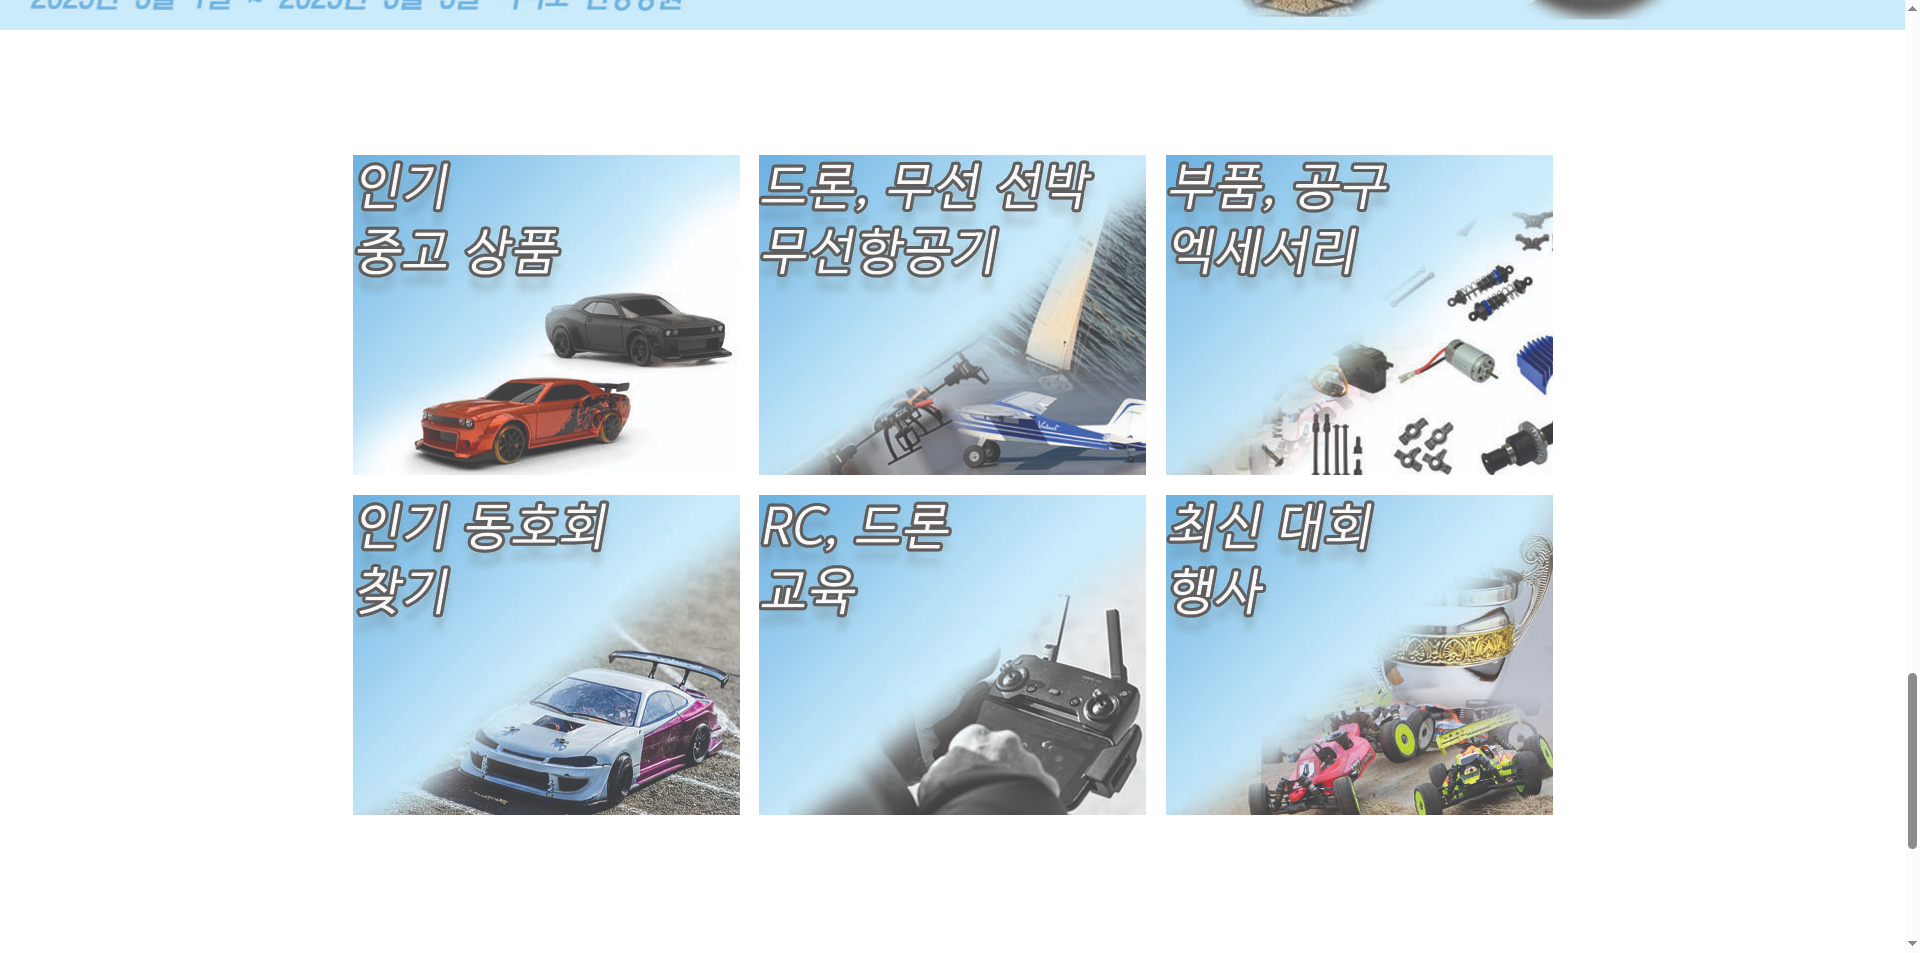 인기
중고 상품
드론, 무선 선박
무선항공기
부품, 공구
엑세서리
인기 동호회
찾기
RC, 드론
교육
최신 대회
행사